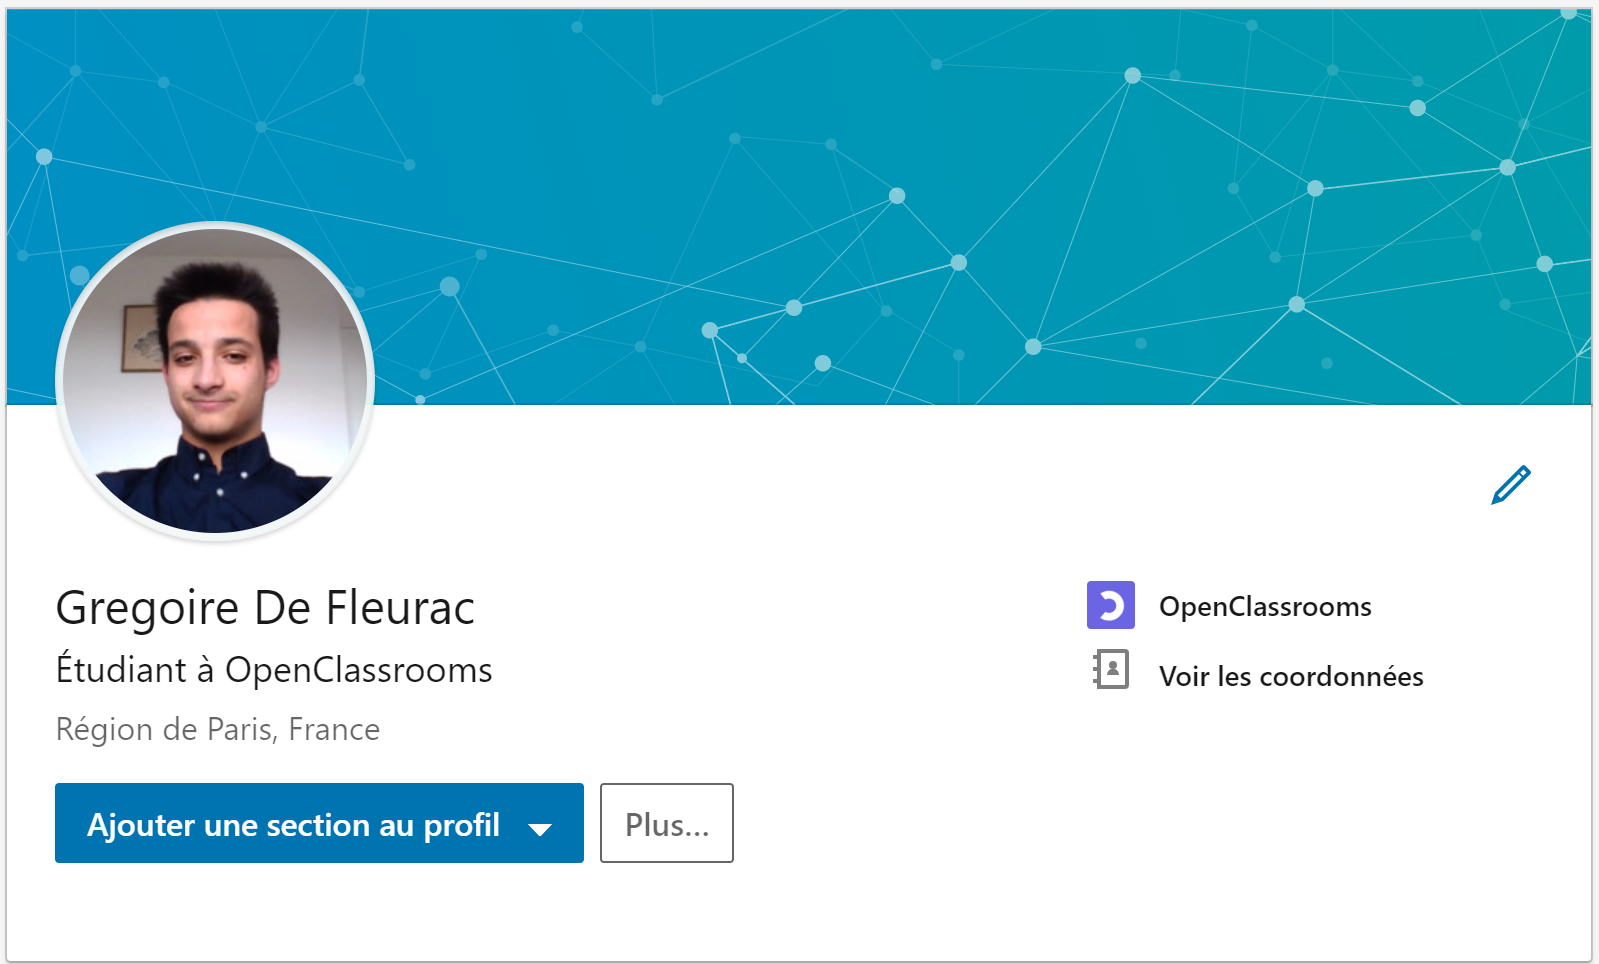 Gregoire De Fleurac
Étudiant à OpenClassrooms
Région de Paris, France
Ajouter une section au profil
Plus...
OpenClassrooms
Voir les coordonnées